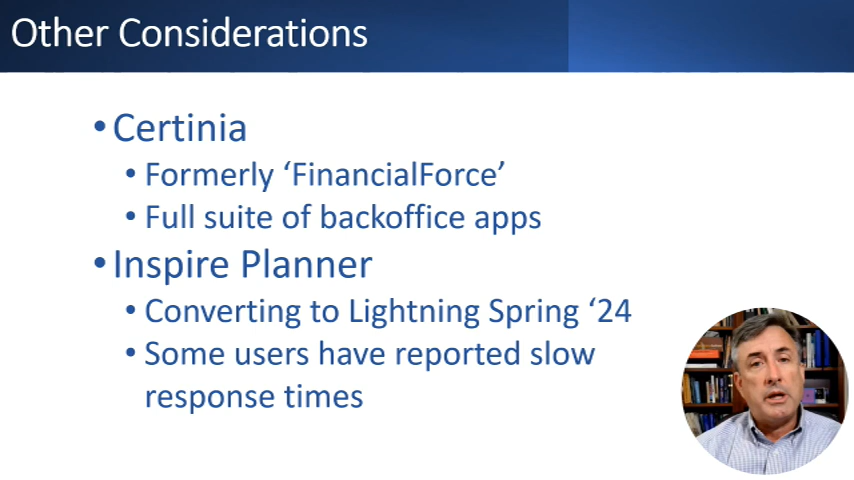 Other Considerations
• Certinia
• Formerly ‘FinancialForce’
• Full suite of backoffice apps
• Inspire Planner
• Converting to Lightning Spring ‘24
• Some users have reported slow
response times